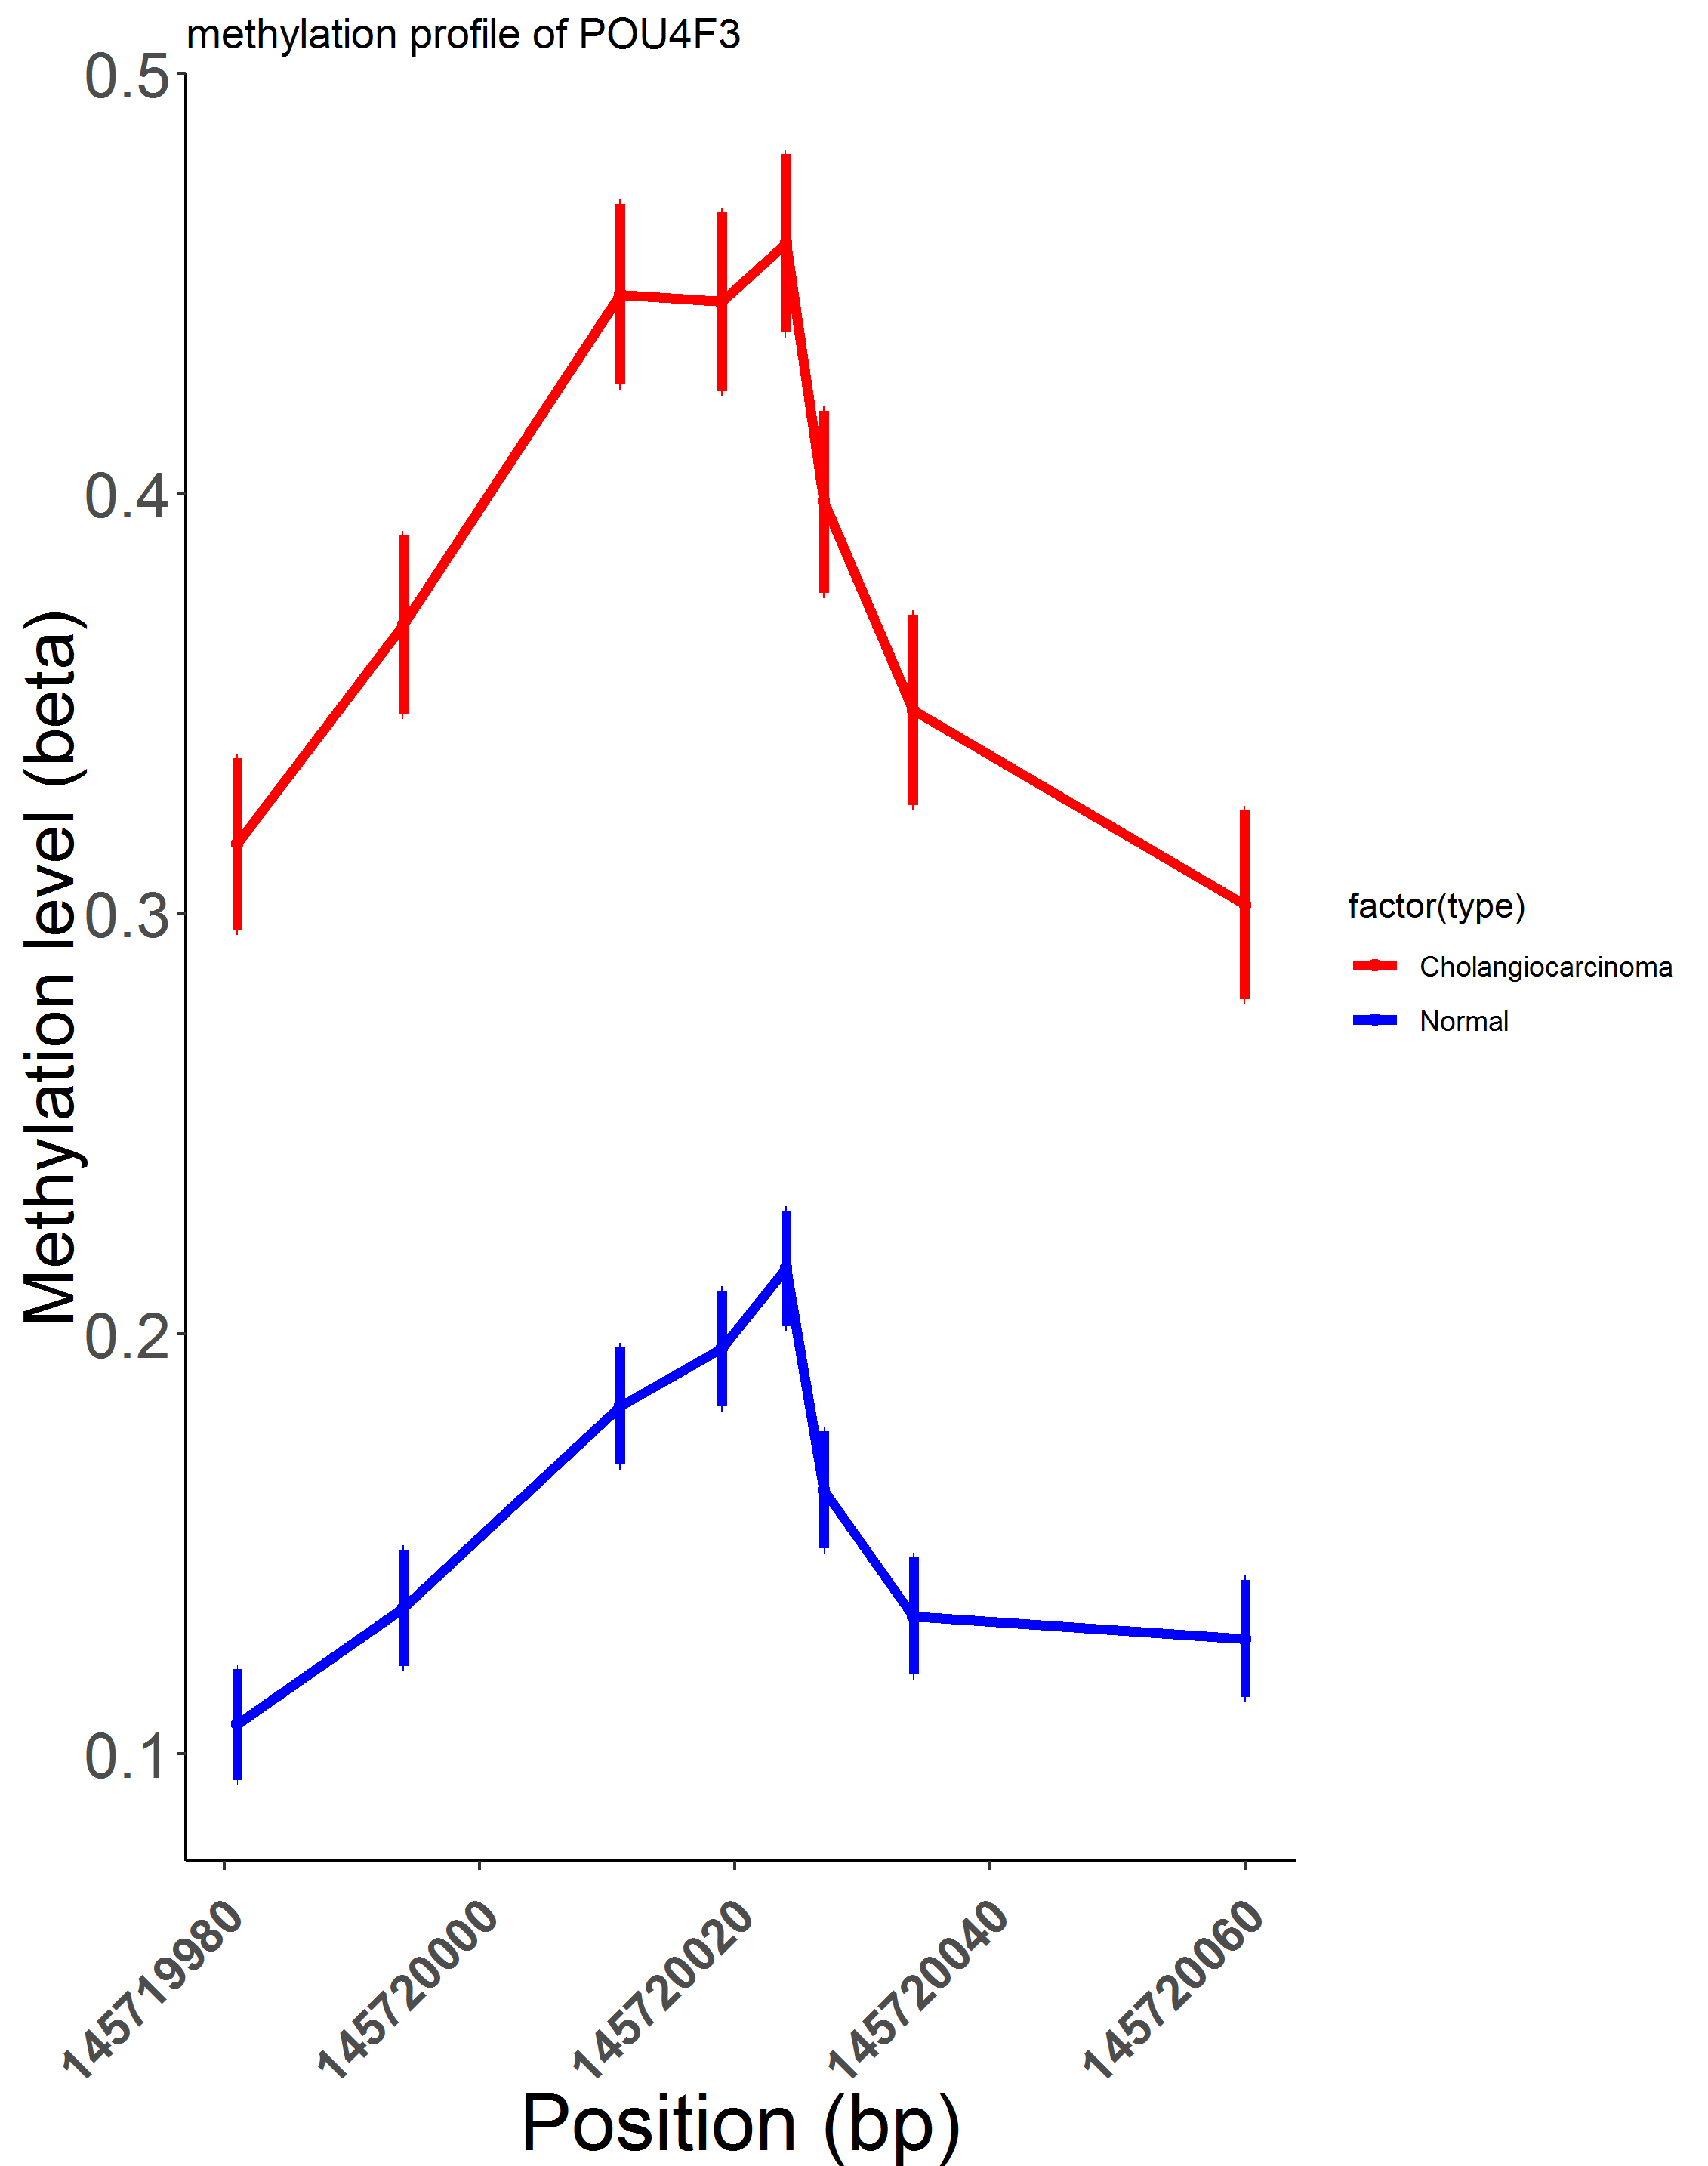 methylation profile of POU4F3
0.5
0.4
0.3
0.2
0.1
Methylation level (beta)
145719980
145720000
145720020
145720040
145720060
Position (bp)
factor(type)
Cholangiocarcinoma
Normal